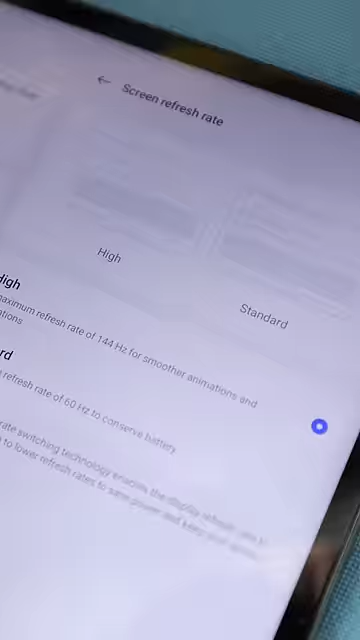 ← Screen refresh rate
High
Standard
High
maximum refresh rate of 144 Hz for smoother animations and
rd
refresh rate of 60 Hz to conserve battery
rate switching technology enables the display refresh
to lower refresh rates to save power and keep your